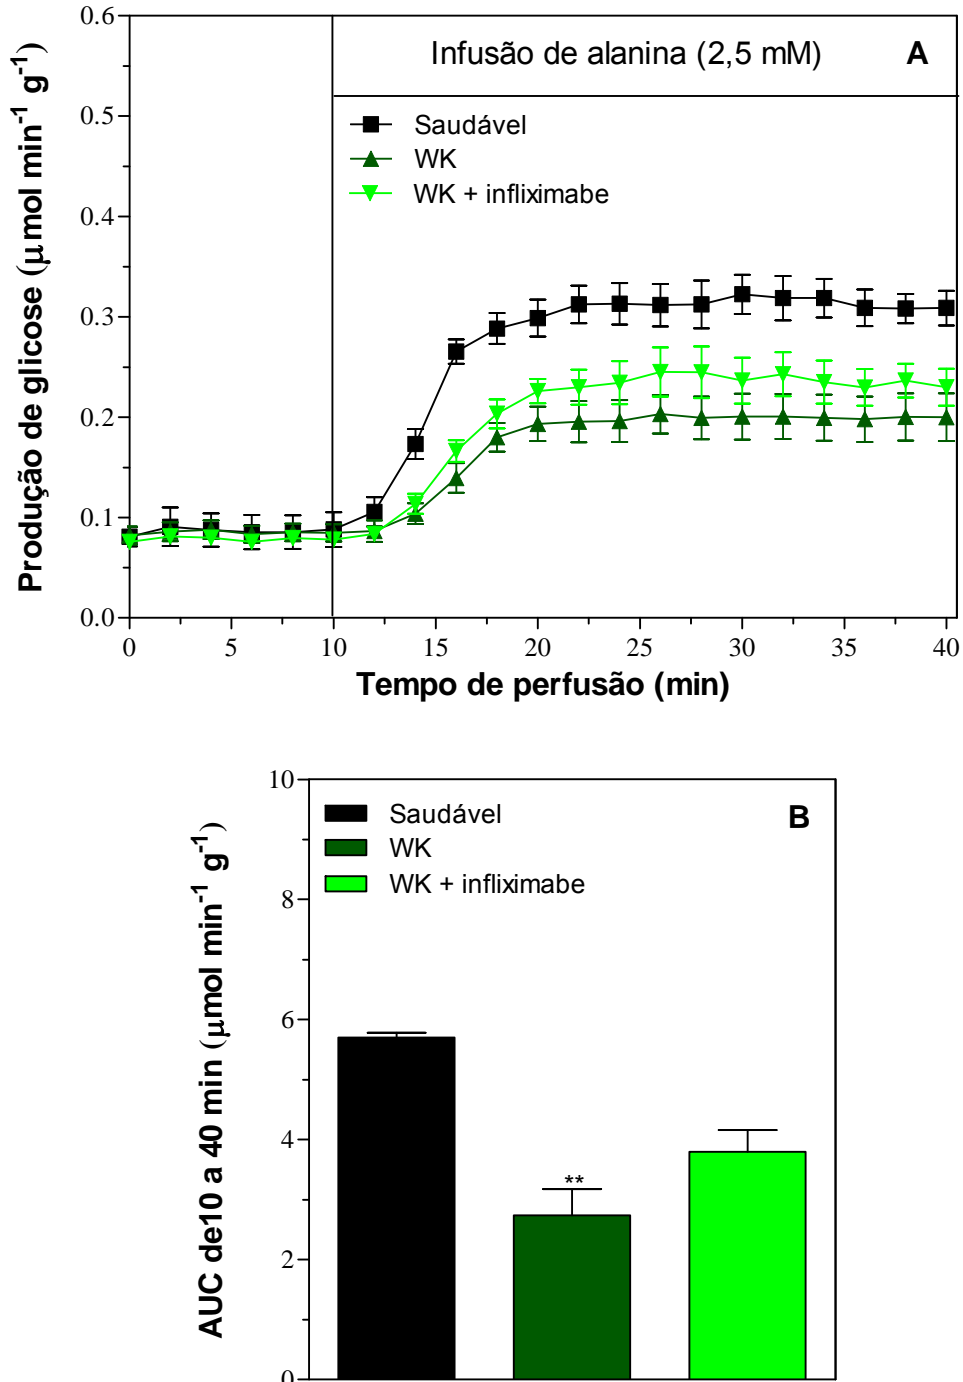 0.6
Infusão de alanina (2,5 mM) A
0.5
Saudável
WK
WK + infliximabe
0.4
0.3
0.2
0.1
0.0
Produção de glicose (μmol min⁻¹ g⁻¹)
0 5 10 15 20 25 30 35 40
Tempo de perfusão (min)
10
Saudável B
WK
WK + infliximabe
8
6
4
**
2
0
AUC de10 a 40 min (μmol min⁻¹ g⁻¹)